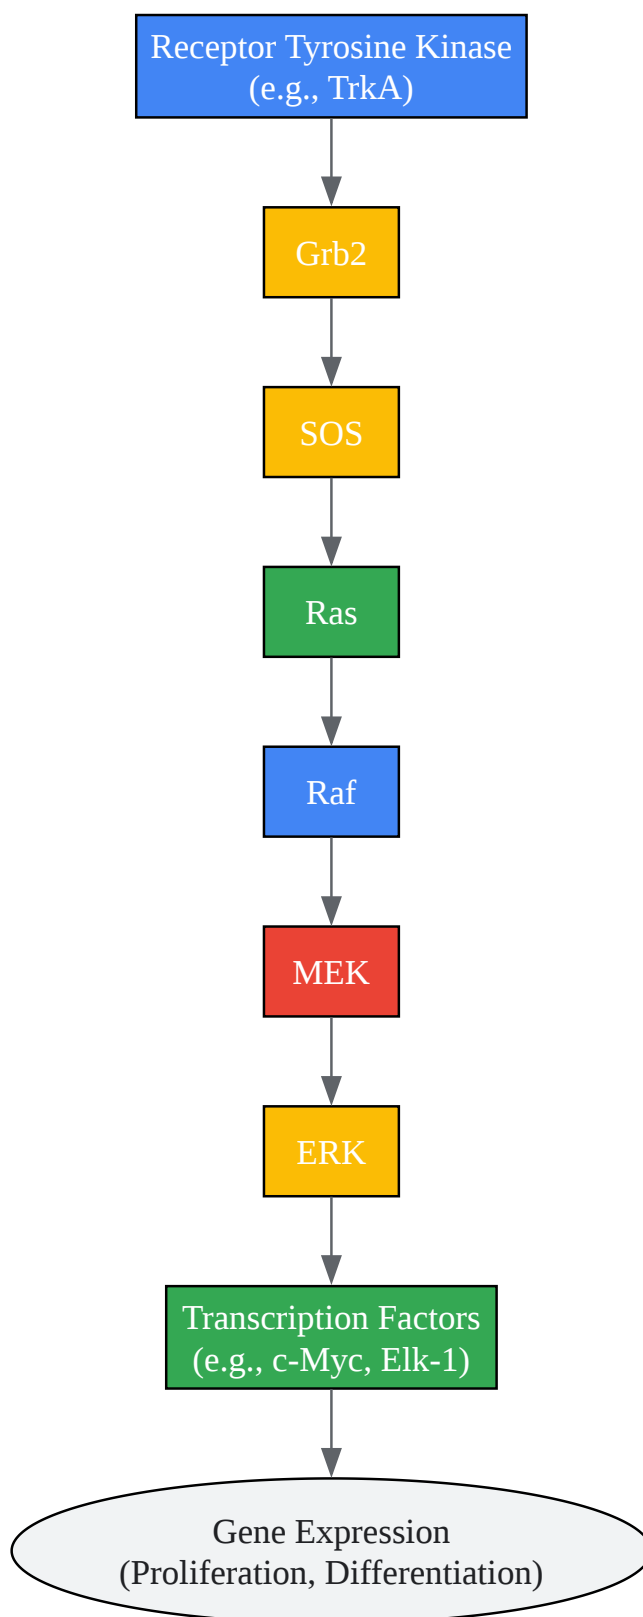 Receptor Tyrosine Kinase
(e.g., TrkA)
Grb2
SOS
Ras
Raf
MEK
ERK
Transcription Factors
(e.g., c-Myc, Elk-1)
Gene Expression
(Proliferation, Differentiation)